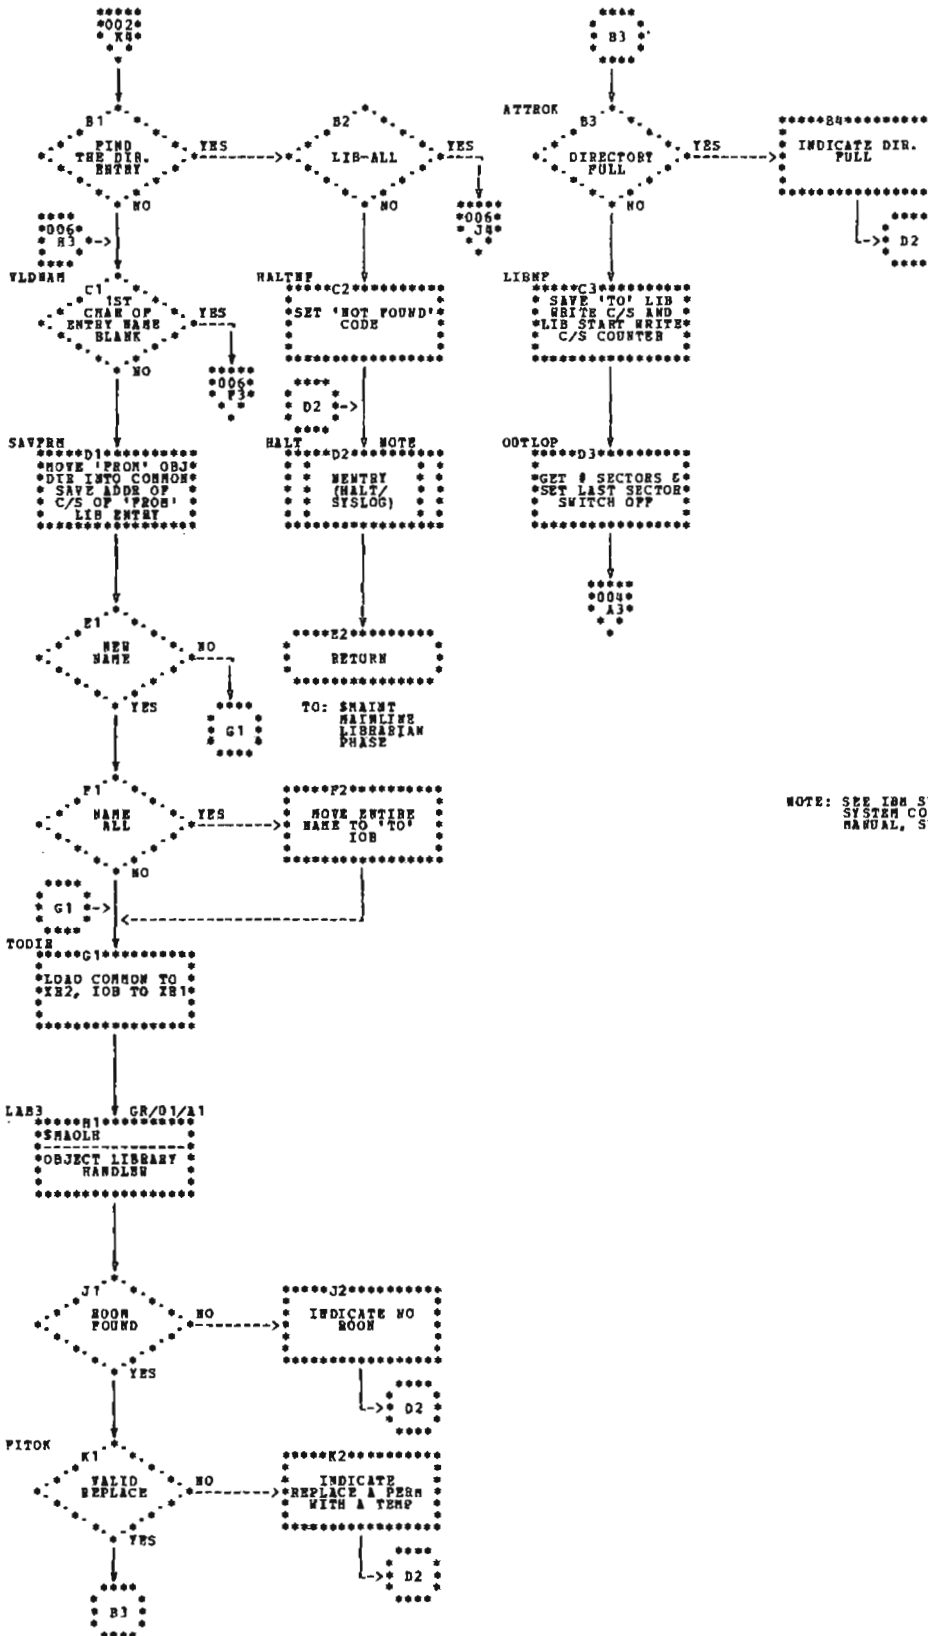 002
K4
B1
FIND
THE DIR.
ENTRY
YES
NO
B2
LIB-ALL
YES
NO
006
J4
006
H3
VLDNAM
C1
1ST
CHAR OF
ENTRY NAME
BLANK
YES
NO
006
F3
HALTNF
C2
SET 'NOT FOUND'
CODE
D2
SAVFRM
D1
MOVE 'FROM' OBJ
DIR INTO COMMON
SAVE ADDR OF
C/S OF 'FROM'
LIB ENTRY
HALT
NOTE
D2
NENTRY
(HALT/
SYSLOG)
E1
NEW
NAME
NO
YES
G1
E2
RETURN
TO: $MAINT
MAINLINE
LIBRARIAN
PHASE
F1
NAME
ALL
YES
NO
F2
MOVE ENTIRE
NAME TO 'TO'
IOB
G1
TODIR
G1
LOAD COMMON TO
XR2, IOB TO XR1
LAB3
GR/01/A1
H1
$MAOLH
OBJECT LIBRARY
HANDLER
J1
ROOM
FOUND
NO
YES
J2
INDICATE NO
ROOM
D2
FITOK
K1
VALID
REPLACE
NO
YES
K2
INDICATE
REPLACE A PERM
WITH A TEMP
D2
B3
B3
ATTROK
B3
DIRECTORY
FULL
YES
NO
B4
INDICATE DIR.
FULL
D2
LIBNF
C3
SAVE 'TO' LIB
WRITE C/S AND
LIB START WRITE
C/S COUNTER
OUTLOP
D3
GET # SECTORS &
SET LAST SECTOR
SWITCH OFF
004
A3
NOTE: SEE IBM S
SYSTEM CO
MANUAL, S